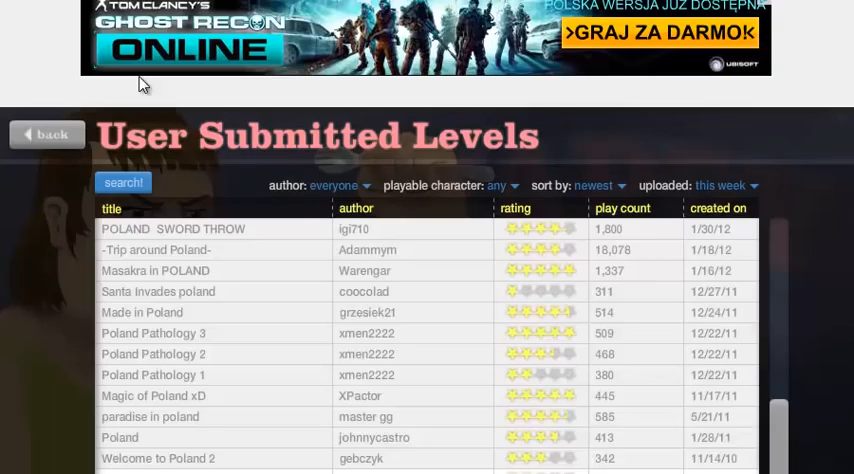 TOM CLANCY'S
GHOST RECON
ONLINE
POLSKA WERSJA JUŻ DOSTĘPNA
>GRAJ ZA DARMO!<
UBISOFT
back
User Submitted Levels
search!
author: everyone playable character: any sort by: newest uploaded: this week
title author rating play count created on
POLAND SWORD THROW igi710 1,800 1/30/12
-Trip around Poland- Adammym 18,078 1/18/12
Masakra in POLAND Warengar 1,337 1/16/12
Santa Invades poland coocolad 311 12/27/11
Made in Poland grzesiek21 514 12/24/11
Poland Pathology 3 xmen2222 509 12/22/11
Poland Pathology 2 xmen2222 468 12/22/11
Poland Pathology 1 xmen2222 380 12/22/11
Magic of Poland xD XPactor 445 11/17/11
paradise in poland master gg 585 5/21/11
Poland johnnycastro 413 1/28/11
Welcome to Poland 2 gebczyk 342 11/14/10